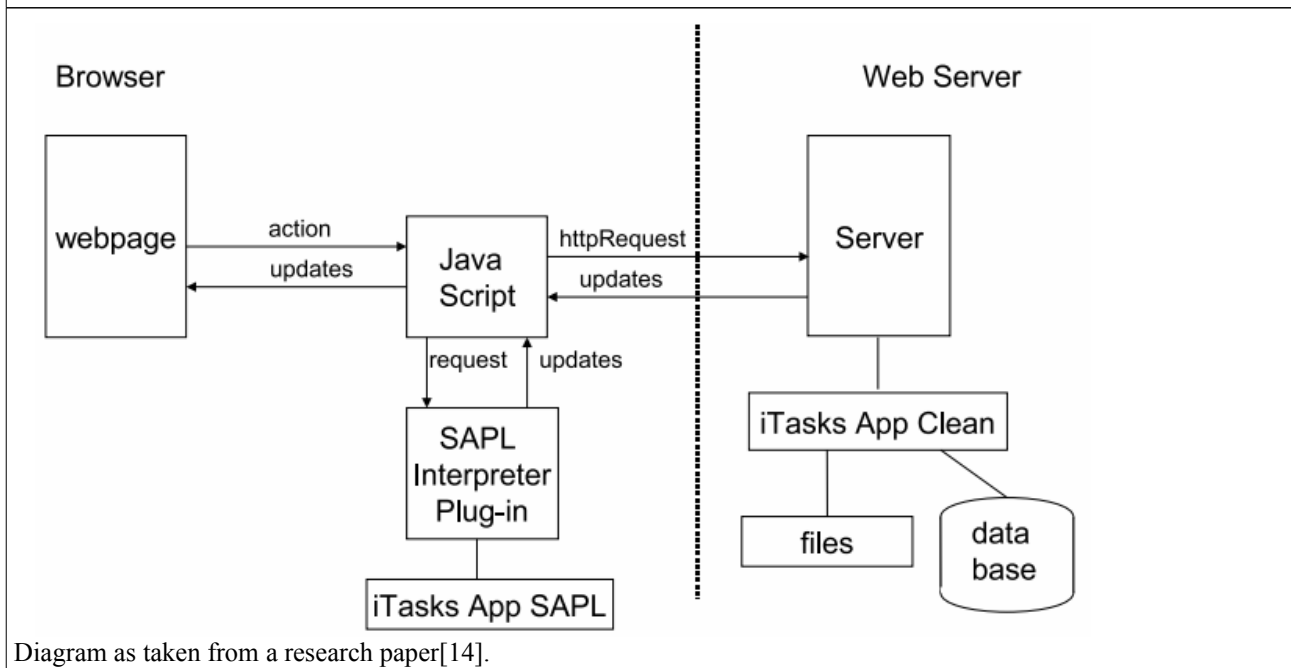 Browser
Web Server
webpage
action
updates
Java
Script
httpRequest
updates
Server
request
updates
SAPL
Interpreter
Plug-in
iTasks App SAPL
iTasks App Clean
files
data
base
Diagram as taken from a research paper[14].